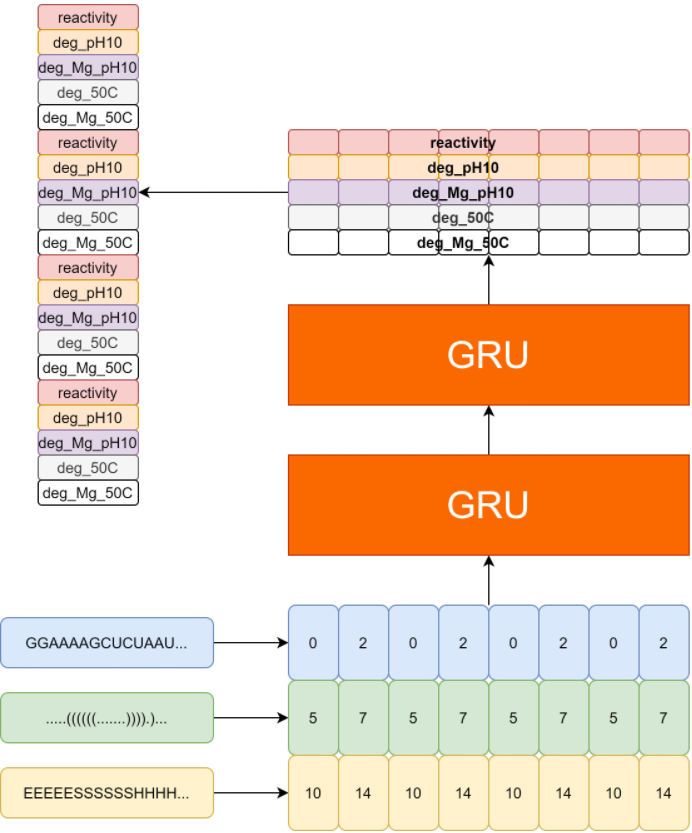 reactivity
deg_pH10
deg_Mg_pH10
deg_50C
deg_Mg_50C
reactivity
deg_pH10
deg_Mg_pH10
deg_50C
deg_Mg_50C
reactivity
deg_pH10
deg_Mg_pH10
deg_50C
deg_Mg_50C
reactivity
deg_pH10
deg_Mg_pH10
deg_50C
deg_Mg_50C
reactivity
deg_pH10
deg_Mg_pH10
deg_50C
deg_Mg_50C
GRU
GRU
GGAAAAGCUCUAAU... 0 2 0 2 0 2 0 2
.....((((((.......)))).)... 5 7 5 7 5 7 5 7
EEEEESSSSSSHHHH... 10 14 10 14 10 14 10 14